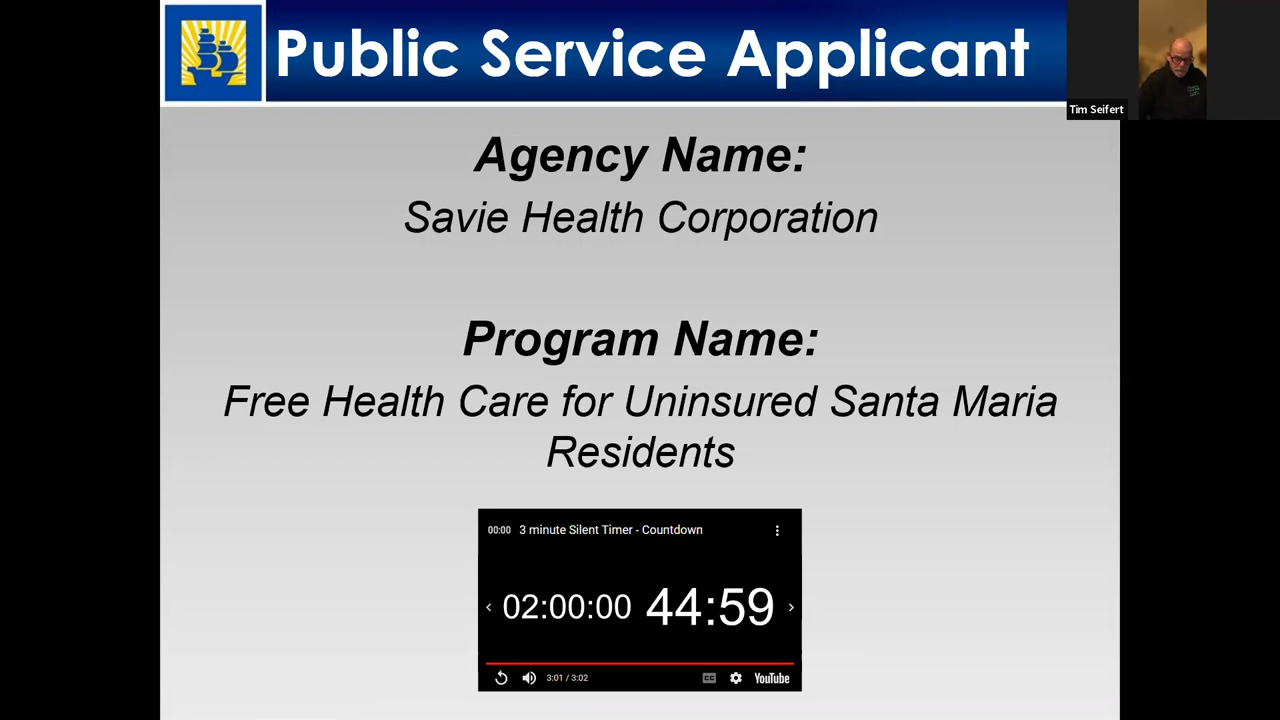 Public Service Applicant
Tim Seifert
Agency Name:
Savie Health Corporation
Program Name:
Free Health Care for Uninsured Santa Maria
Residents
00:00 3 minute Silent Timer - Countdown
02:00:00 44:59
3:01 / 3:02 CC YouTube